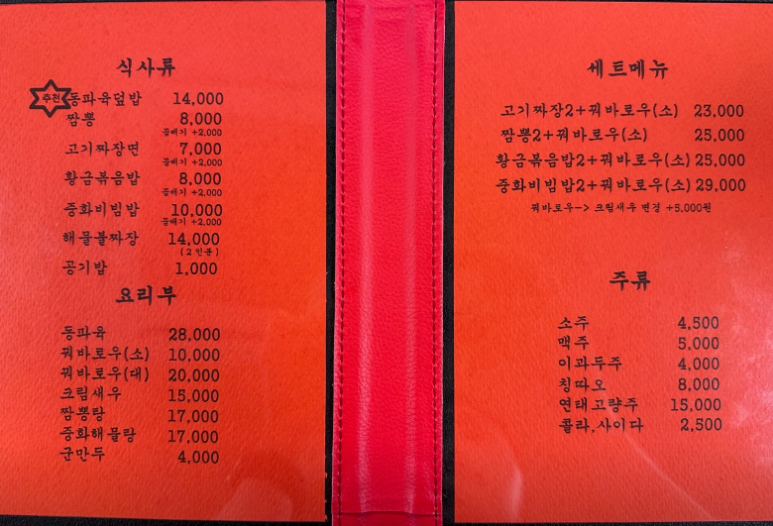 식사류
추천 동파육덮밥 14,000
짬뽕 8,000
곱배기 +2,000
고기짜장면 7,000
곱배기 +2,000
황금볶음밥 8,000
곱배기 +2,000
중화비빔밥 10,000
곱배기 +2,000
해물불짜장 14,000
(2인분)
공기밥 1,000
요리부
동파육 28,000
꿔바로우(소) 10,000
꿔바로우(대) 20,000
크림새우 15,000
짬뽕탕 17,000
중화해물탕 17,000
군만두 4,000
세트메뉴
고기짜장2+꿔바로우(소) 23,000
짬뽕2+꿔바로우(소) 25,000
황금볶음밥2+꿔바로우(소) 25,000
중화비빔밥2+꿔바로우(소) 29,000
꿔바로우-> 크림새우 변경 +5,000원
주류
소주 4,500
맥주 5,000
이과두주 4,000
칭따오 8,000
연태고량주 15,000
콜라,사이다 2,500